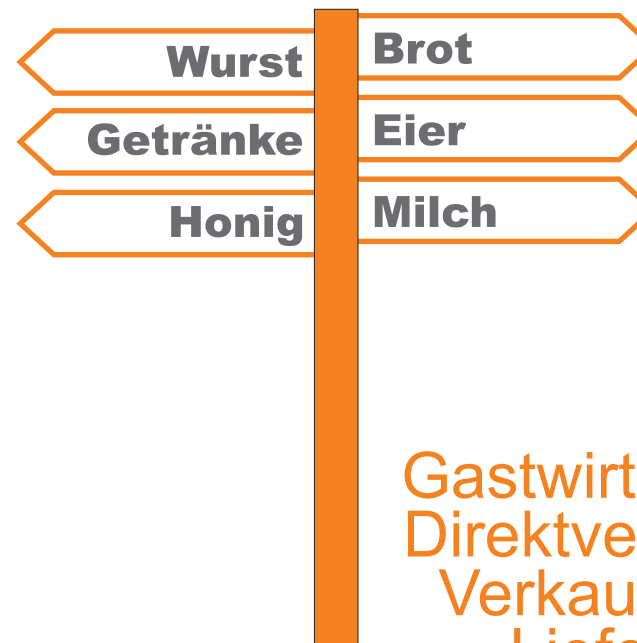 Wurst
Getränke
Honig
Brot
Eier
Milch
Gastwirt
Direktve
Verkau